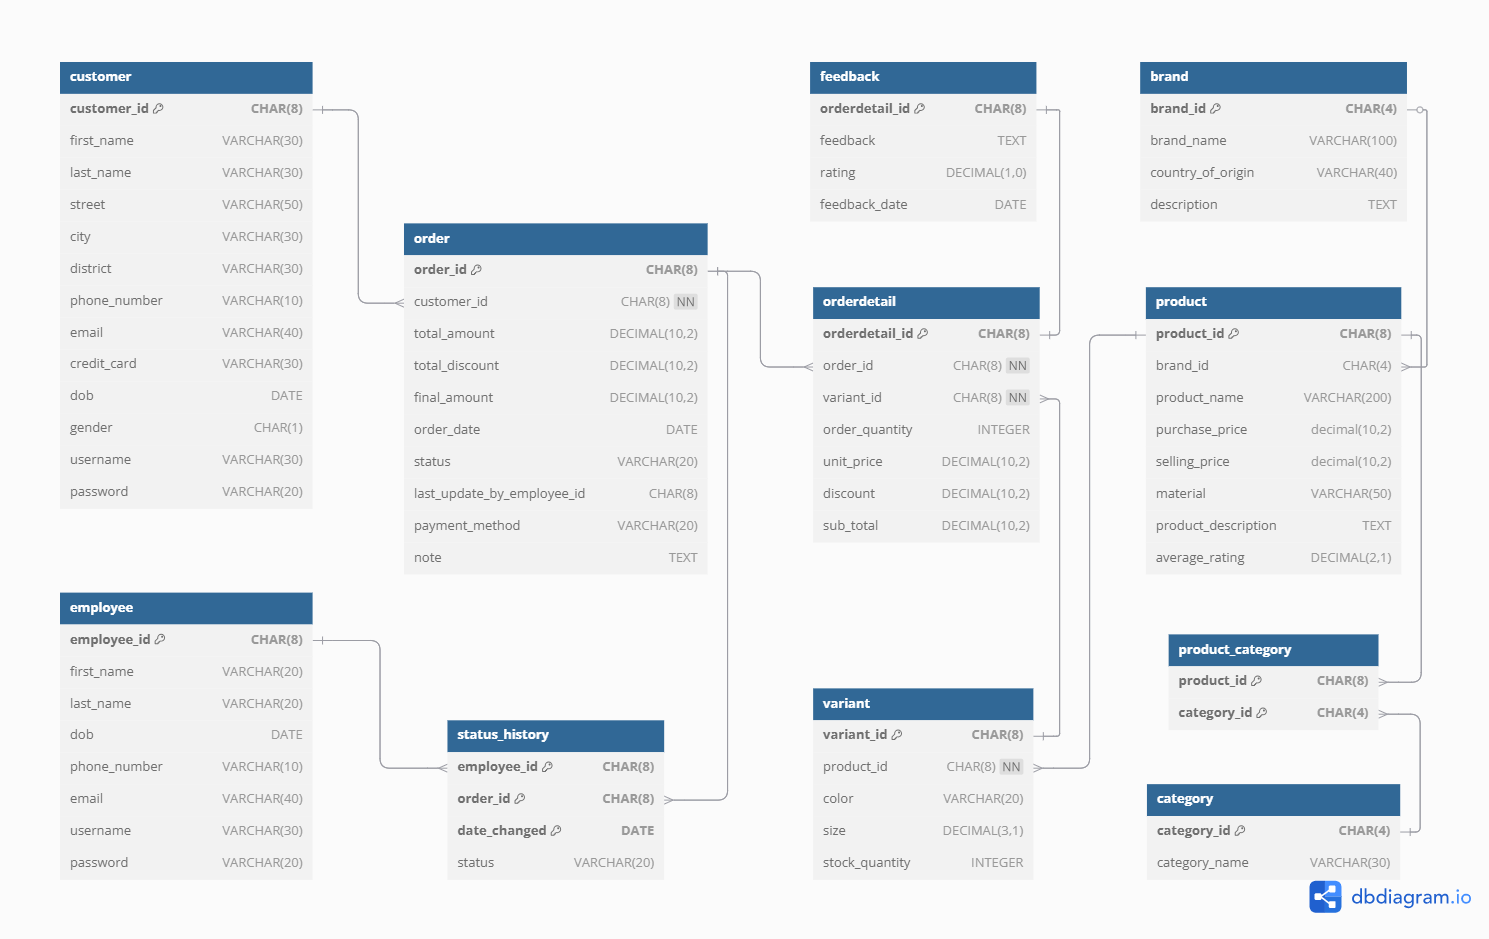 customer
customer_id CHAR(8)
first_name VARCHAR(30)
last_name VARCHAR(30)
street VARCHAR(50)
city VARCHAR(30)
district VARCHAR(30)
phone_number VARCHAR(10)
email VARCHAR(40)
credit_card VARCHAR(30)
dob DATE
gender CHAR(1)
username VARCHAR(30)
password VARCHAR(20)
employee
employee_id CHAR(8)
first_name VARCHAR(20)
last_name VARCHAR(20)
dob DATE
phone_number VARCHAR(10)
email VARCHAR(40)
username VARCHAR(30)
password VARCHAR(20)
order
order_id CHAR(8)
customer_id CHAR(8) NN
total_amount DECIMAL(10,2)
total_discount DECIMAL(10,2)
final_amount DECIMAL(10,2)
order_date DATE
status VARCHAR(20)
last_update_by_employee_id CHAR(8)
payment_method VARCHAR(20)
note TEXT
status_history
employee_id CHAR(8)
order_id CHAR(8)
date_changed DATE
status VARCHAR(20)
feedback
orderdetail_id CHAR(8)
feedback TEXT
rating DECIMAL(1,0)
feedback_date DATE
orderdetail
orderdetail_id CHAR(8)
order_id CHAR(8) NN
variant_id CHAR(8) NN
order_quantity INTEGER
unit_price DECIMAL(10,2)
discount DECIMAL(10,2)
sub_total DECIMAL(10,2)
variant
variant_id CHAR(8)
product_id CHAR(8) NN
color VARCHAR(20)
size DECIMAL(3,1)
stock_quantity INTEGER
brand
brand_id CHAR(4)
brand_name VARCHAR(100)
country_of_origin VARCHAR(40)
description TEXT
product
product_id CHAR(8)
brand_id CHAR(4)
product_name VARCHAR(200)
purchase_price decimal(10,2)
selling_price decimal(10,2)
material VARCHAR(50)
product_description TEXT
average_rating DECIMAL(2,1)
product_category
product_id CHAR(8)
category_id CHAR(4)
category
category_id CHAR(4)
category_name VARCHAR(30)
dbdiagram.io